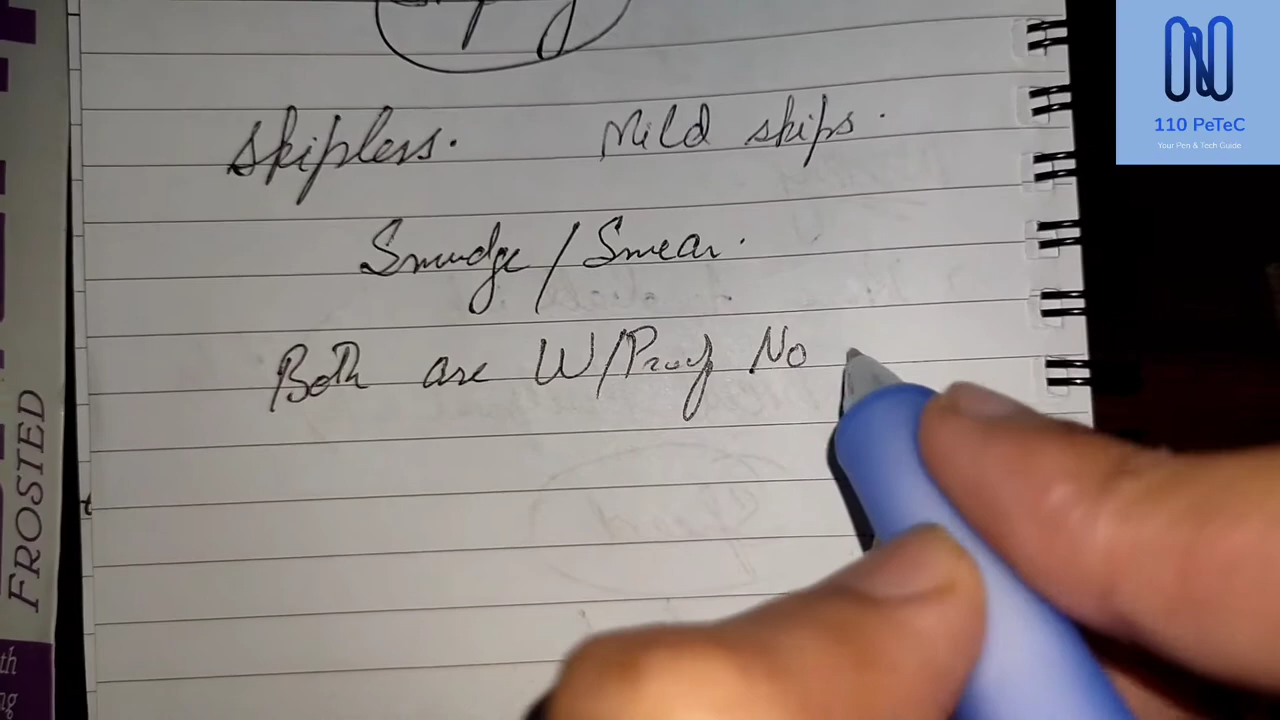 110 PeTeC
Your Pen & Tech Guide
skipless. Mild skips.
Smudge / Smear.
Both are W/Proof No
FROSTED